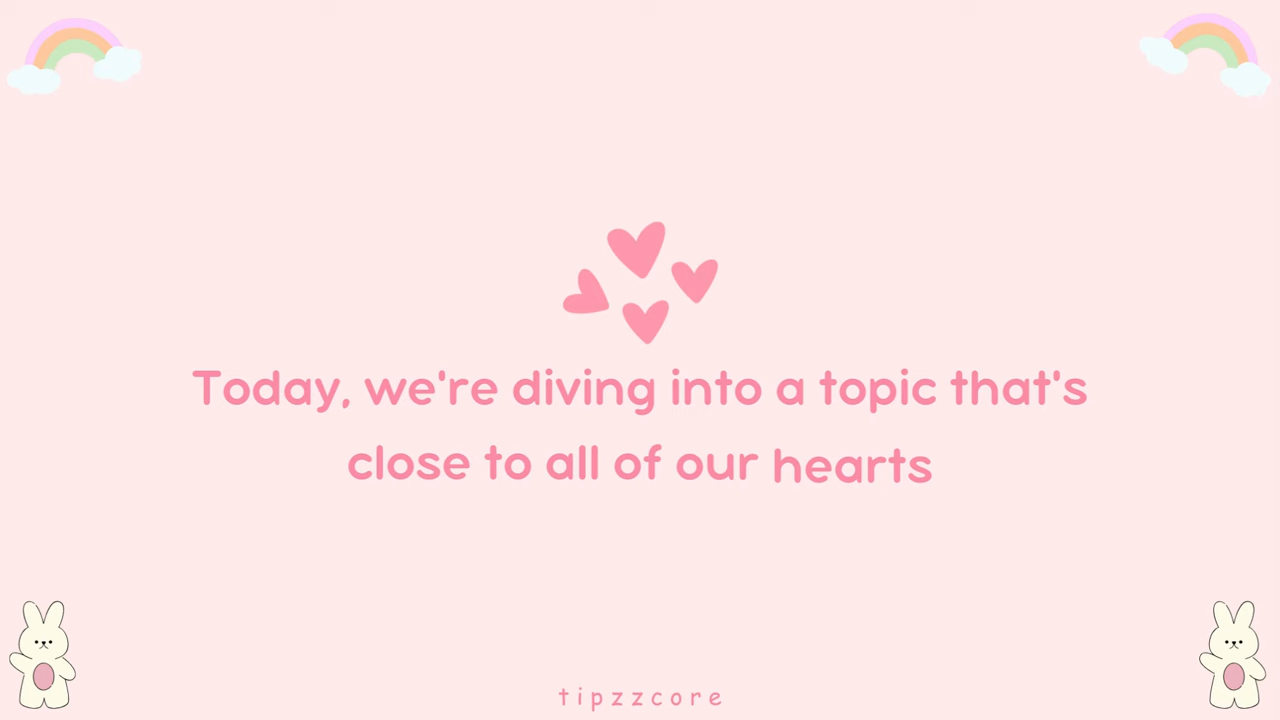 Today, we're diving into a topic that's
close to all of our hearts
tipzzcore